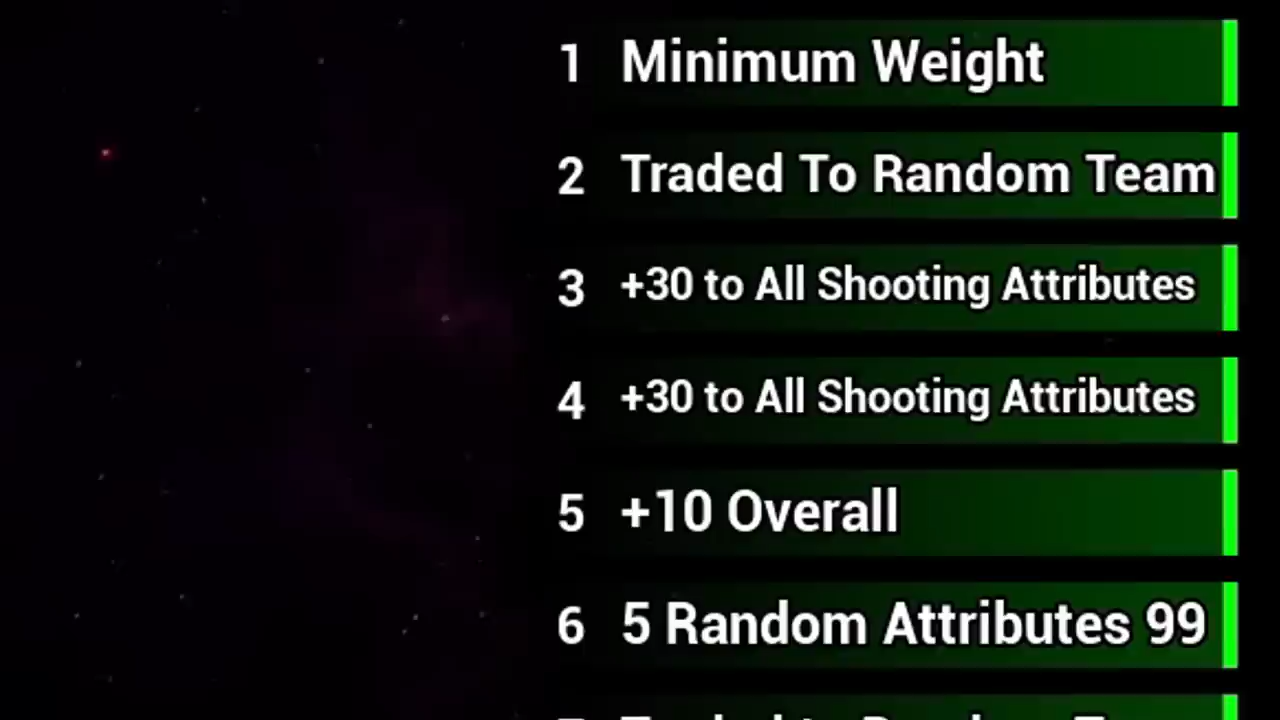 1 Minimum Weight
2 Traded To Random Team
3 +30 to All Shooting Attributes
4 +30 to All Shooting Attributes
5 +10 Overall
6 5 Random Attributes 99